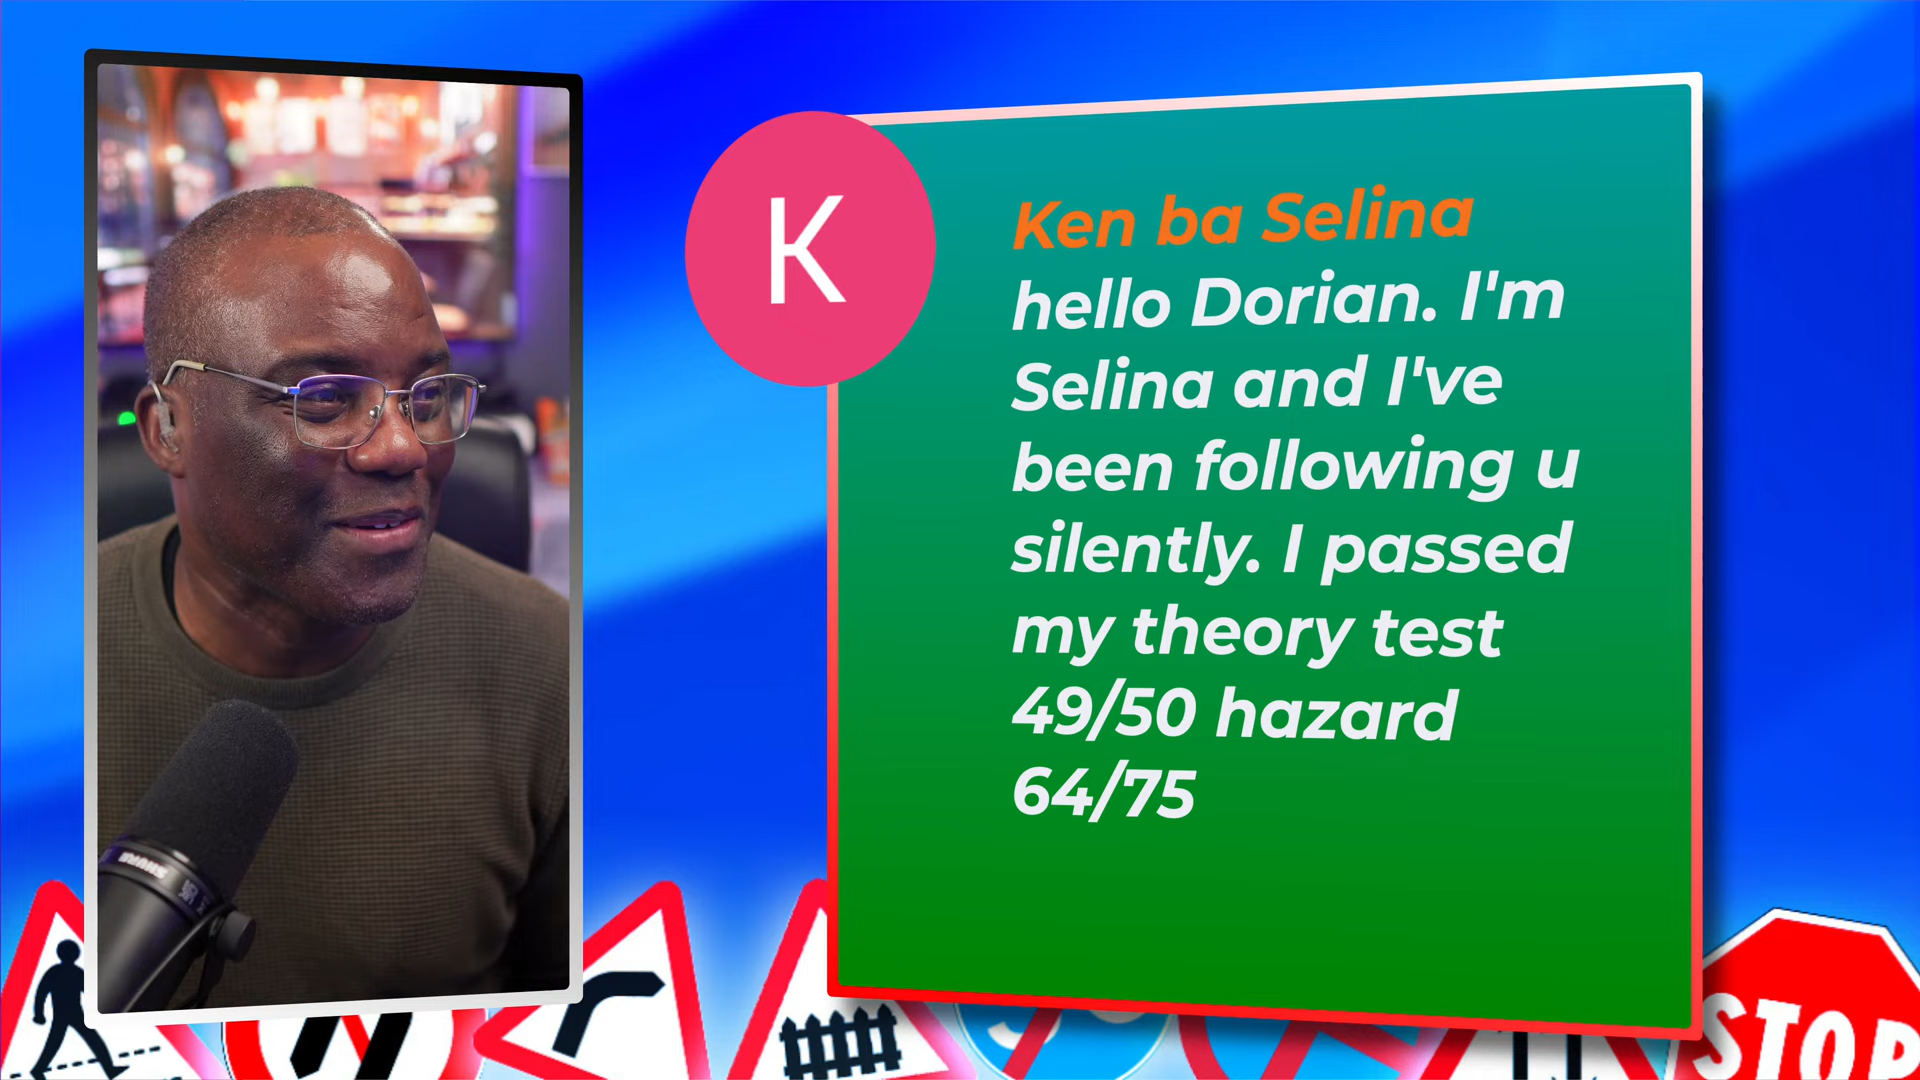 K
Ken ba Selina
hello Dorian. I'm
Selina and I've
been following u
silently. I passed
my theory test
49/50 hazard
64/75
SHURE
STOP